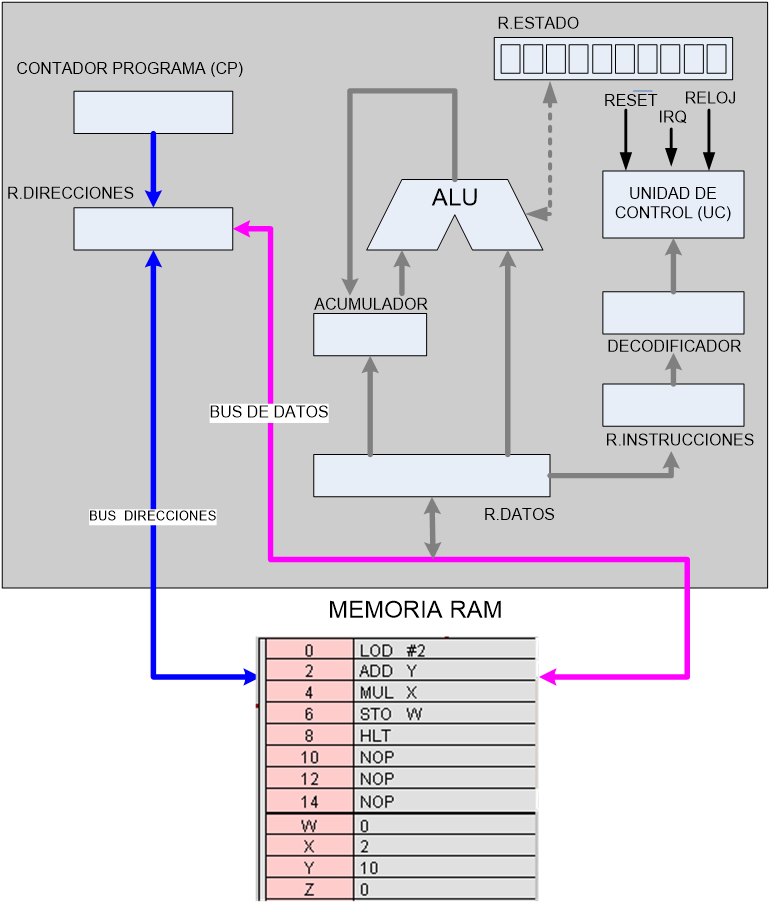 R.ESTADO
CONTADOR PROGRAMA (CP)
RESET
RELOJ
IRQ
R.DIRECCIONES
ALU
UNIDAD DE
CONTROL (UC)
ACUMULADOR
DECODIFICADOR
BUS DE DATOS
R.INSTRUCCIONES
BUS DIRECCIONES
R.DATOS
MEMORIA RAM
0 LOD #2
2 ADD Y
4 MUL X
6 STO W
8 HLT
10 NOP
12 NOP
14 NOP
W 0
X 2
Y 10
Z 0